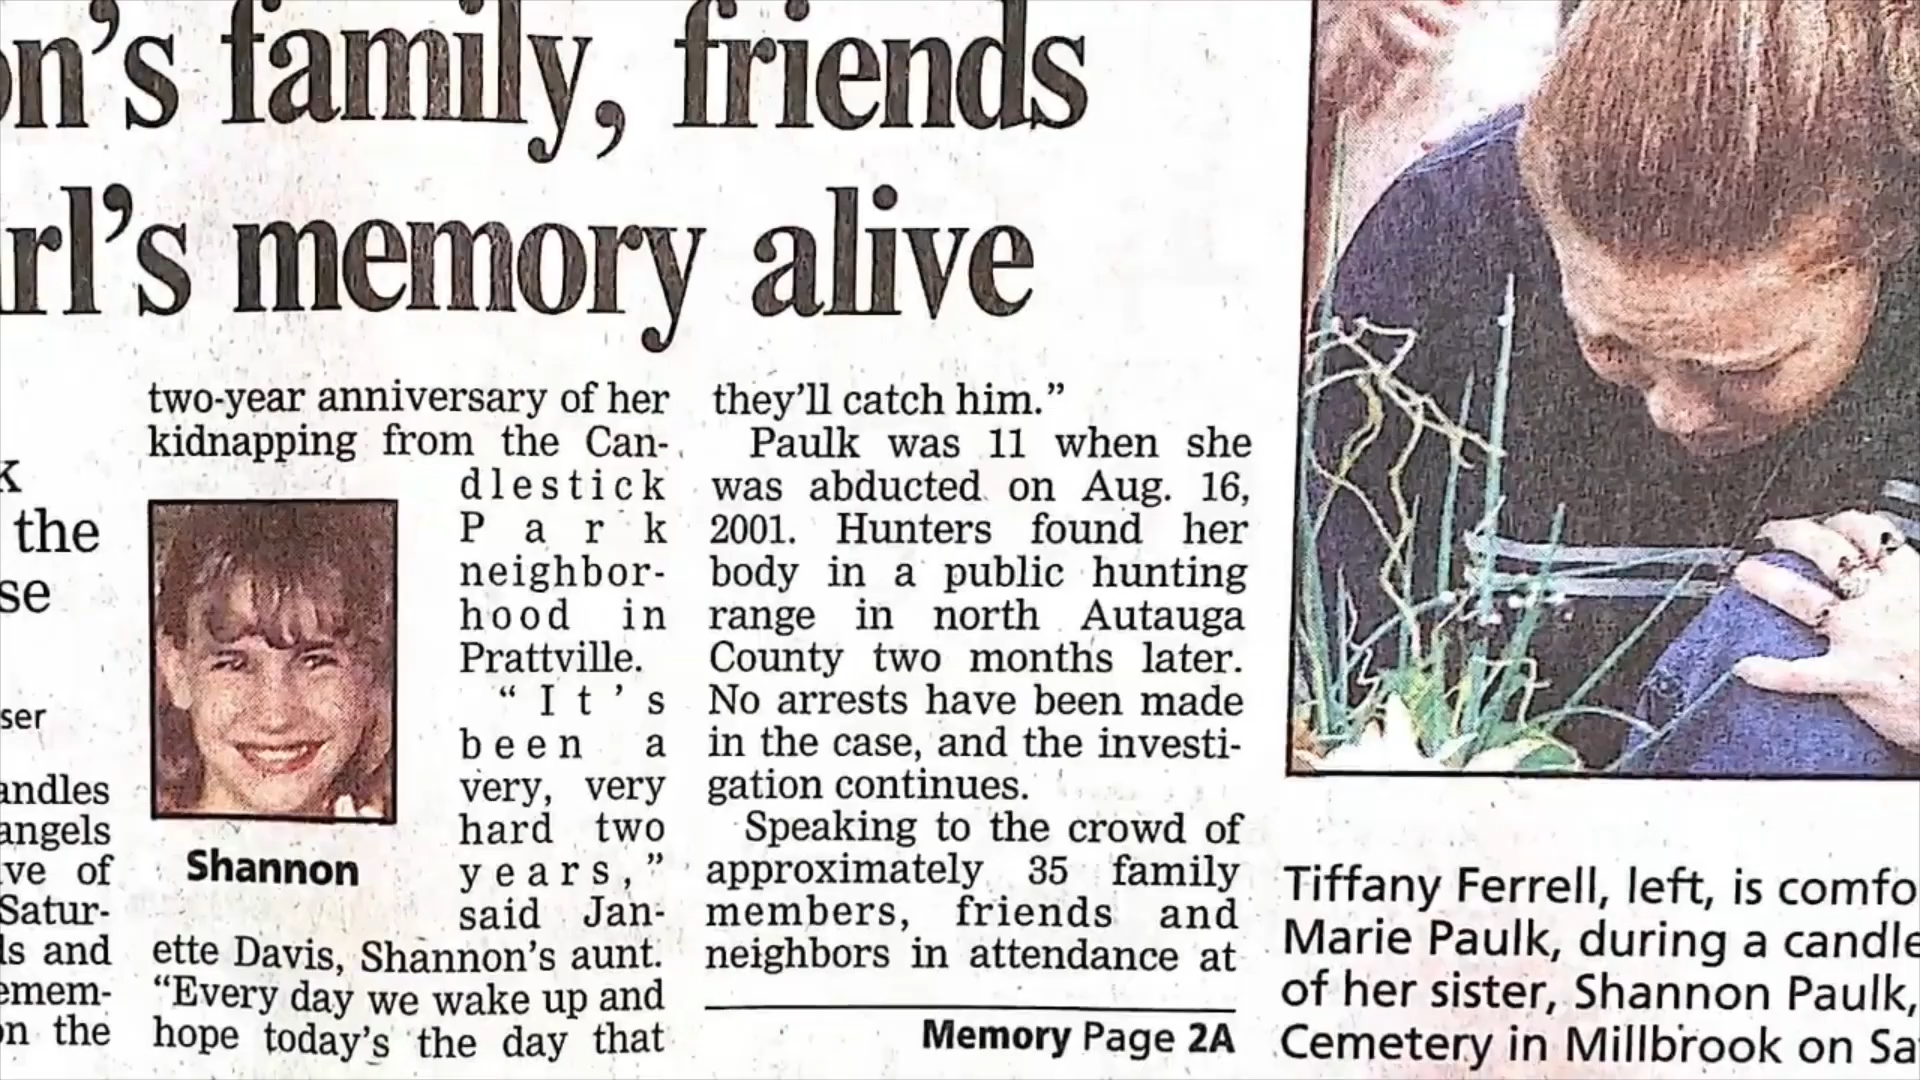 on's family, friends
rl's memory alive
k
the
se
ser
andles
angels
ve of
Satur-
ls and
emem-
on the
two-year anniversary of her
kidnapping from the Can-
dlestick
Park
neighbor-
hood in
Prattville.
"It's
been a
very, very
hard two
years,"
said Jan-
ette Davis, Shannon's aunt.
"Every day we wake up and
hope today's the day that
Shannon
they'll catch him."
Paulk was 11 when she
was abducted on Aug. 16,
2001. Hunters found her
body in a public hunting
range in north Autauga
County two months later.
No arrests have been made
in the case, and the investi-
gation continues.
Speaking to the crowd of
approximately 35 family
members, friends and
neighbors in attendance at
Memory Page 2A
Tiffany Ferrell, left, is comfo
Marie Paulk, during a candle
of her sister, Shannon Paulk,
Cemetery in Millbrook on Sa